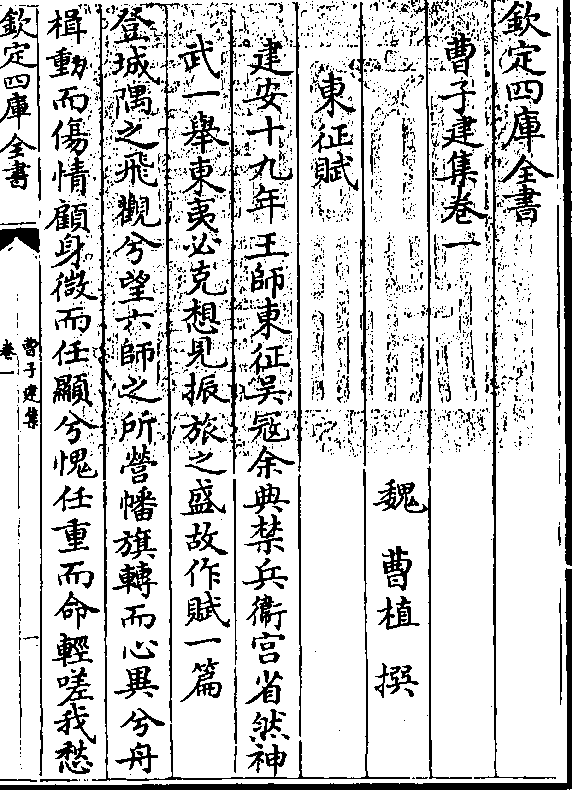 欽定四庫全書
曹子建集卷一
魏 曹植 撰
東征賦
建安十九年王師東征吳寇余典禁兵衞宫省然神
武一舉東夷必克想見振旅之盛故作賦一篇
登城隅之飛觀兮望六師之所營幡旗轉而心異兮舟
楫動而傷情顧身微而任顯兮愧任重而命輕嗟我愁
欽定四庫全書
曹子建集
卷一
一